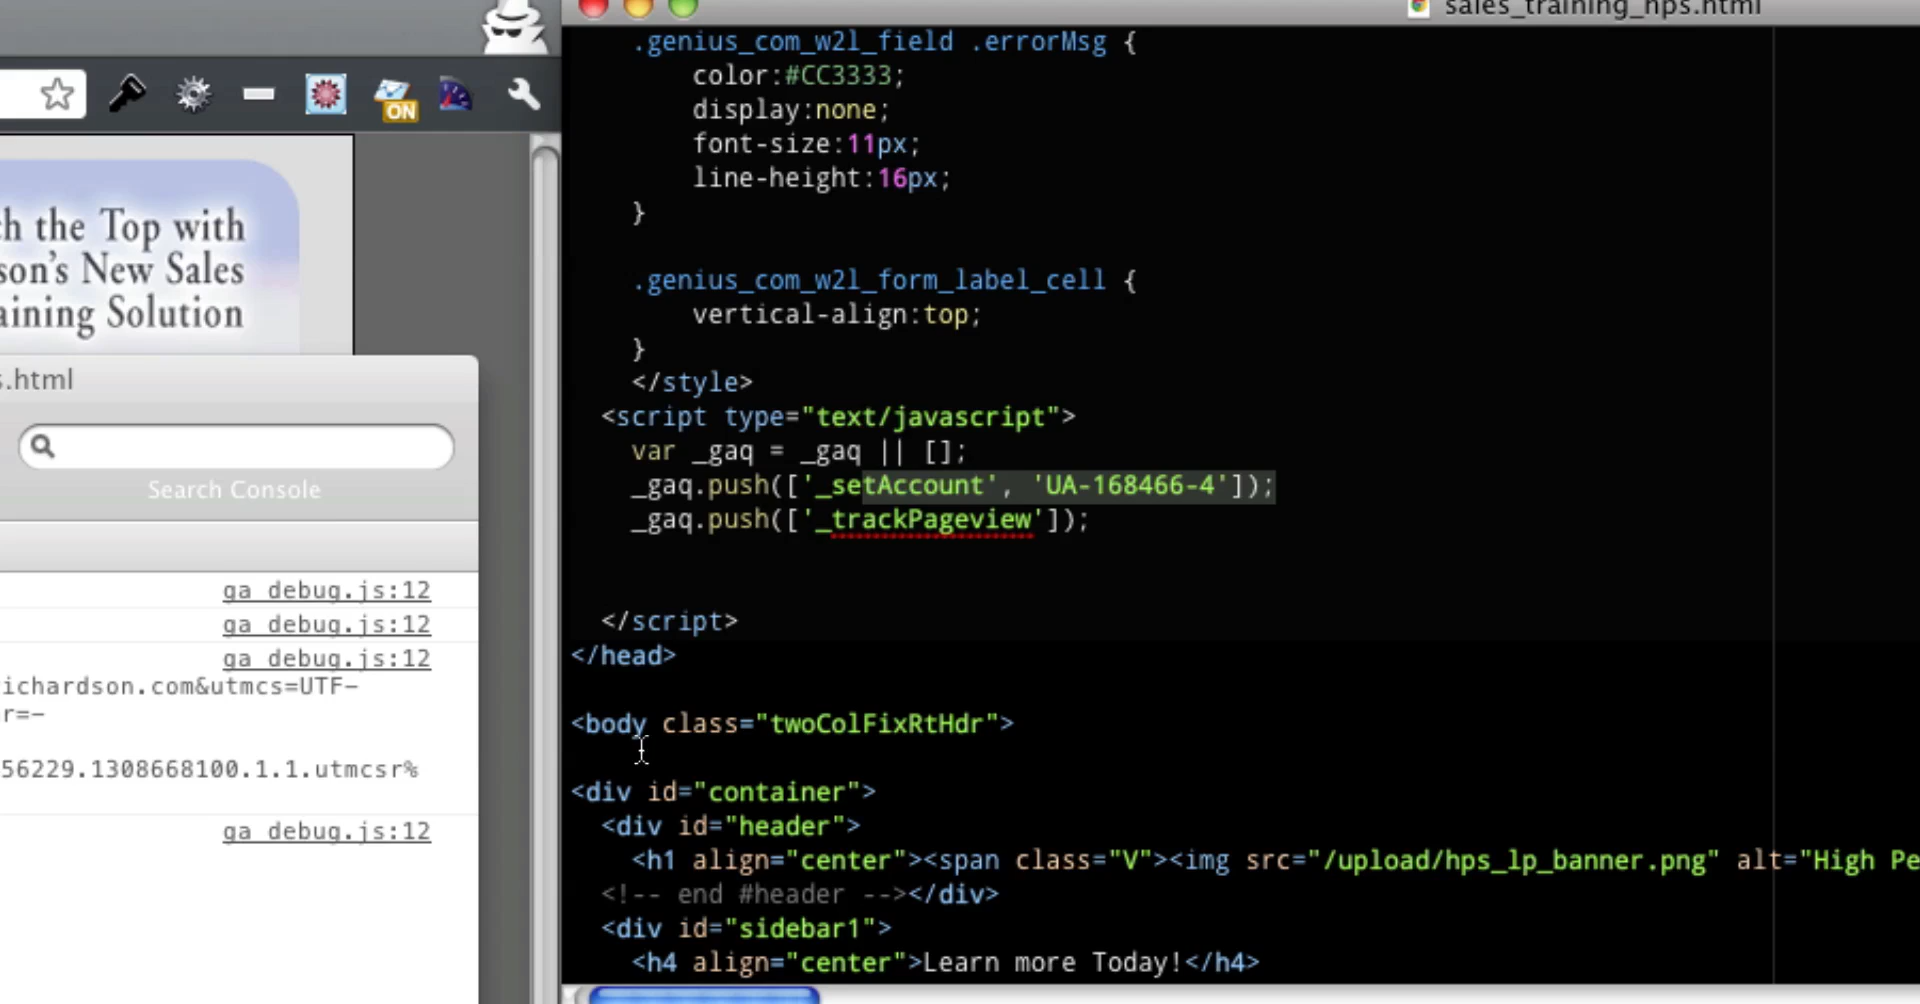 sales_training_hps.html
ON
ch the Top with
son's New Sales
aining Solution
s.html
Search Console
ga_debug.js:12
ga_debug.js:12
ga_debug.js:12
ichardson.com&utmcs=UTF-
r=-
56229.1308668100.1.1.utmcsr%
ga_debug.js:12
.genius_com_w2l_field .errorMsg {
color:#CC3333;
display:none;
font-size:11px;
line-height:16px;
}
.genius_com_w2l_form_label_cell {
vertical-align:top;
}
</style>
<script type="text/javascript">
var _gaq = _gaq || [];
_gaq.push(['_setAccount', 'UA-168466-4']);
_gaq.push(['_trackPageview']);
</script>
</head>
<body class="twoColFixRtHdr">
<div id="container">
<div id="header">
<h1 align="center"><span class="V"><img src="/upload/hps_lp_banner.png" alt="High Pe
<!-- end #header --></div>
<div id="sidebar1">
<h4 align="center">Learn more Today!</h4>